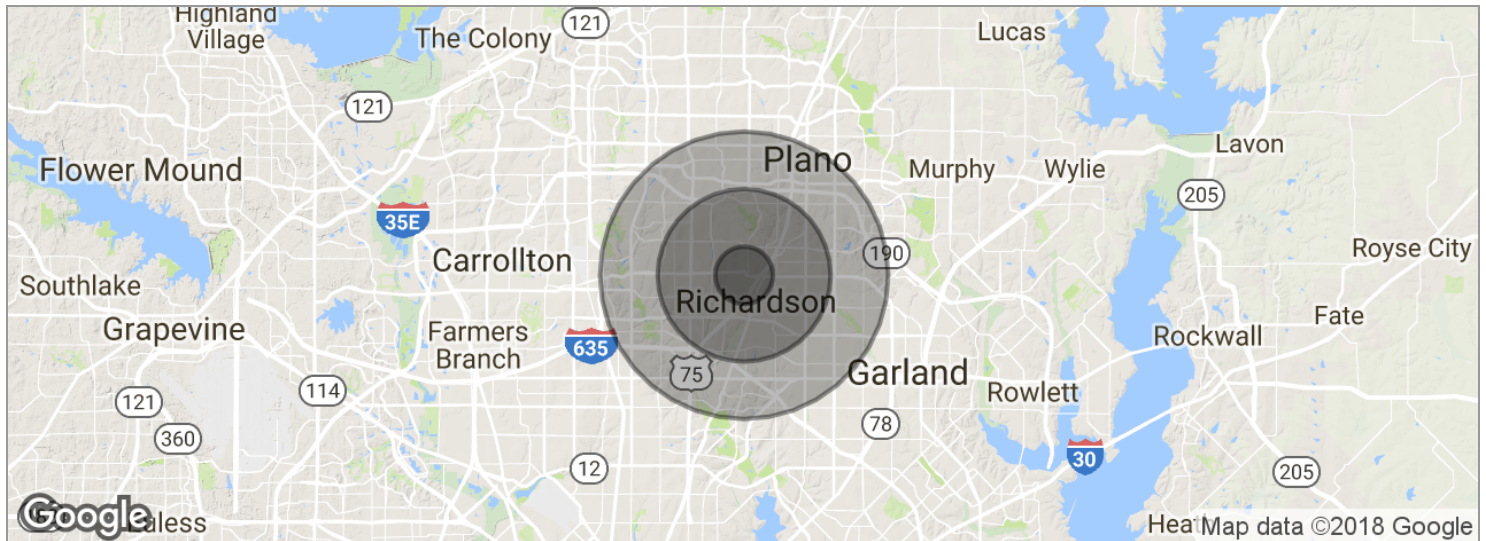 Highland
Village
The Colony
121
Lucas
121
Flower Mound
Plano
Murphy
Wylie
Lavon
205
35E
Carrollton
190
Royse City
Southlake
Richardson
Grapevine
Farmers
Branch
635
Fate
Rockwall
75
Garland
Rowlett
114
121
78
360
12
30
205
Google
Euless
Map data ©2018 Google